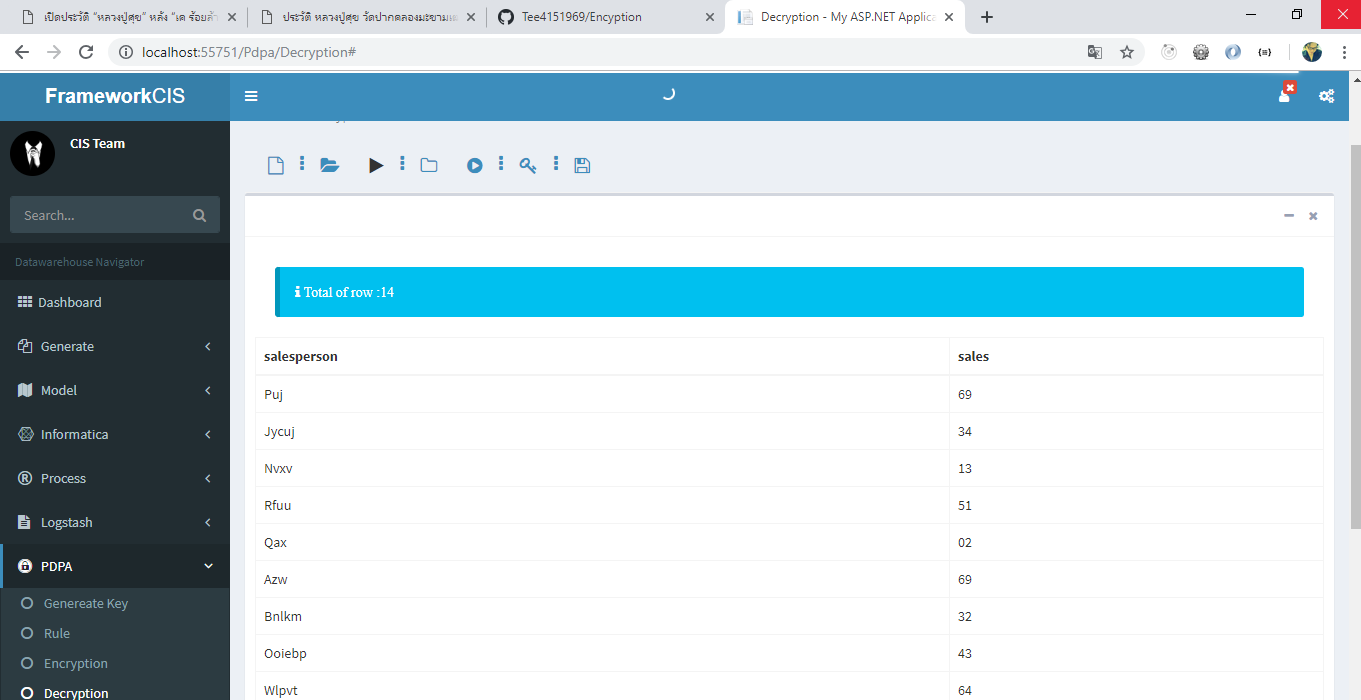 เปิดประวัติ "หลวงปู่ศุข" หลัง "เด ร้อยล้า
ประวัติ หลวงปู่ศุข วัดปากคลองมะขามเ
Tee4151969/Encyption
Decryption - My ASP.NET Applica
localhost:55751/Pdpa/Decryption#
FrameworkCIS
CIS Team
Search...
Datawarehouse Navigator
Dashboard
Generate
Model
Informatica
Process
Logstash
PDPA
Genereate Key
Rule
Encryption
Decryption
Total of row :14
salesperson sales
Puj 69
Jycuj 34
Nvxv 13
Rfuu 51
Qax 02
Azw 69
Bnlkm 32
Ooiebp 43
Wlpvt 64